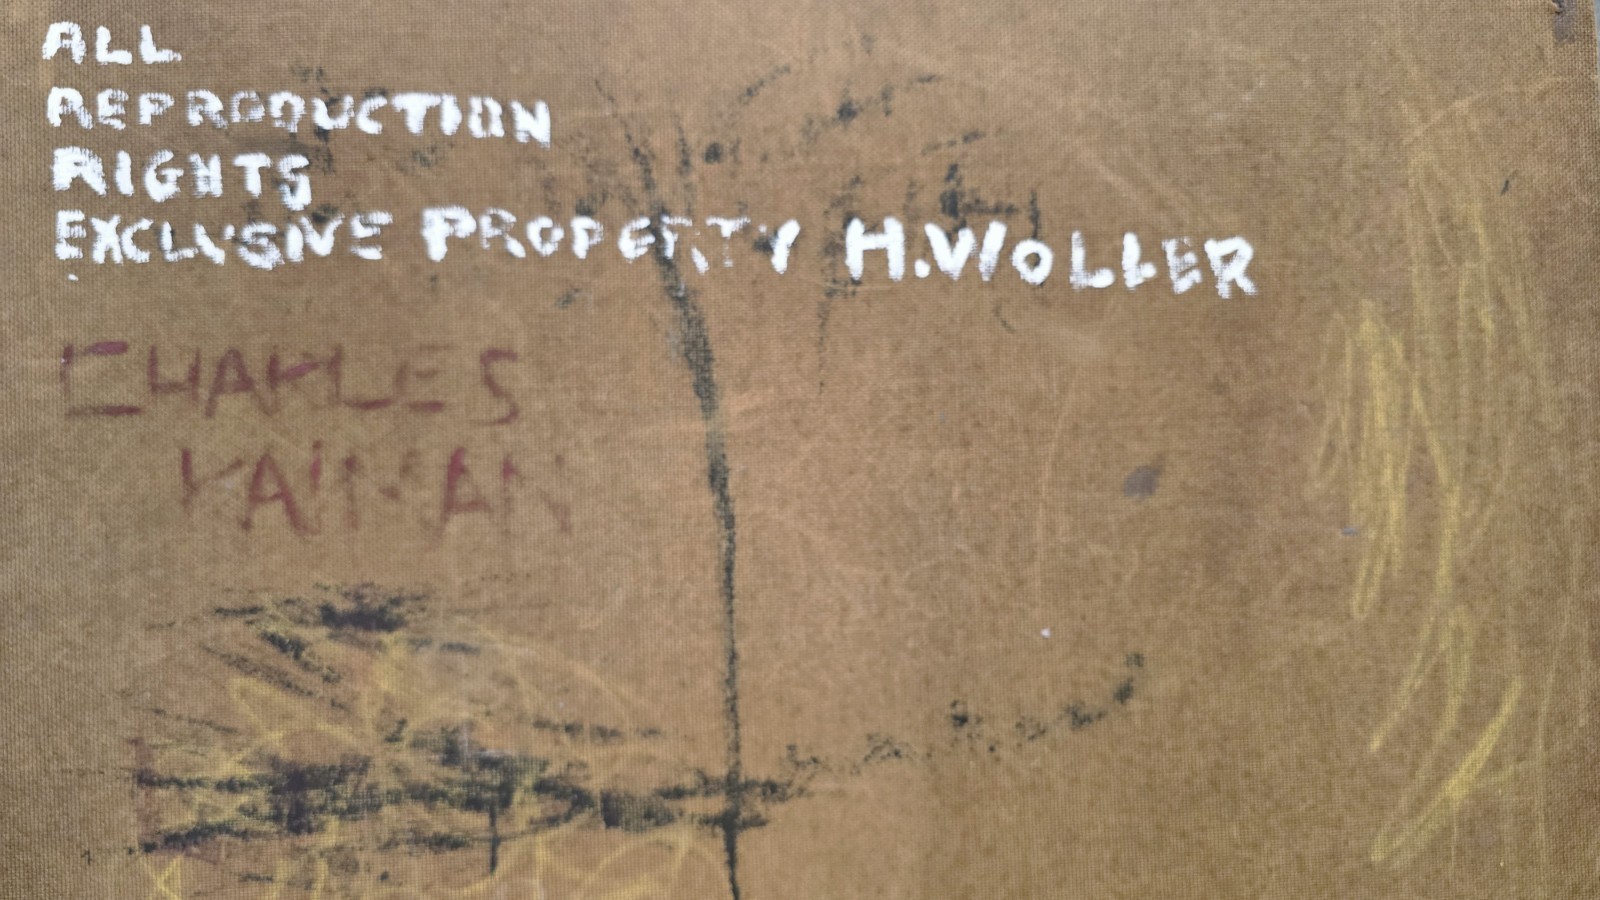 ALL
REPRODUCTION
RIGHTS
EXCLUSIVE PROPERTY H.WOLLER
CHARLES